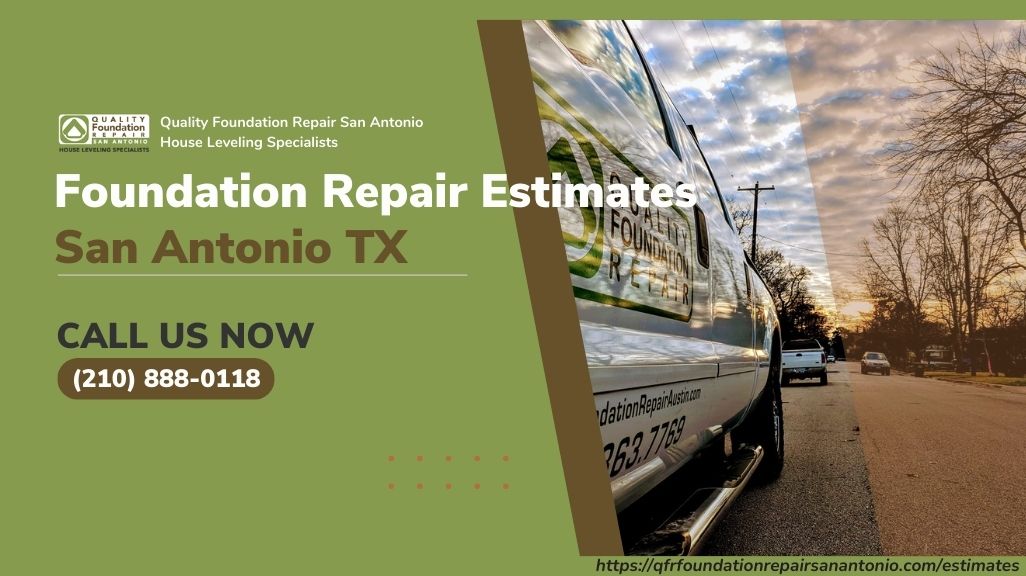 QUALITY
Foundation
REPAIR
SAN ANTONIO
HOUSE LEVELING SPECIALISTS
Quality Foundation Repair San Antonio
House Leveling Specialists
Foundation Repair Estimates
San Antonio TX
CALL US NOW
(210) 888-0118
QUALITY
FOUNDATION
REPAIR
ndationRepairAustin.com
363.7769
https://qfrfoundationrepairsanantonio.com/estimates